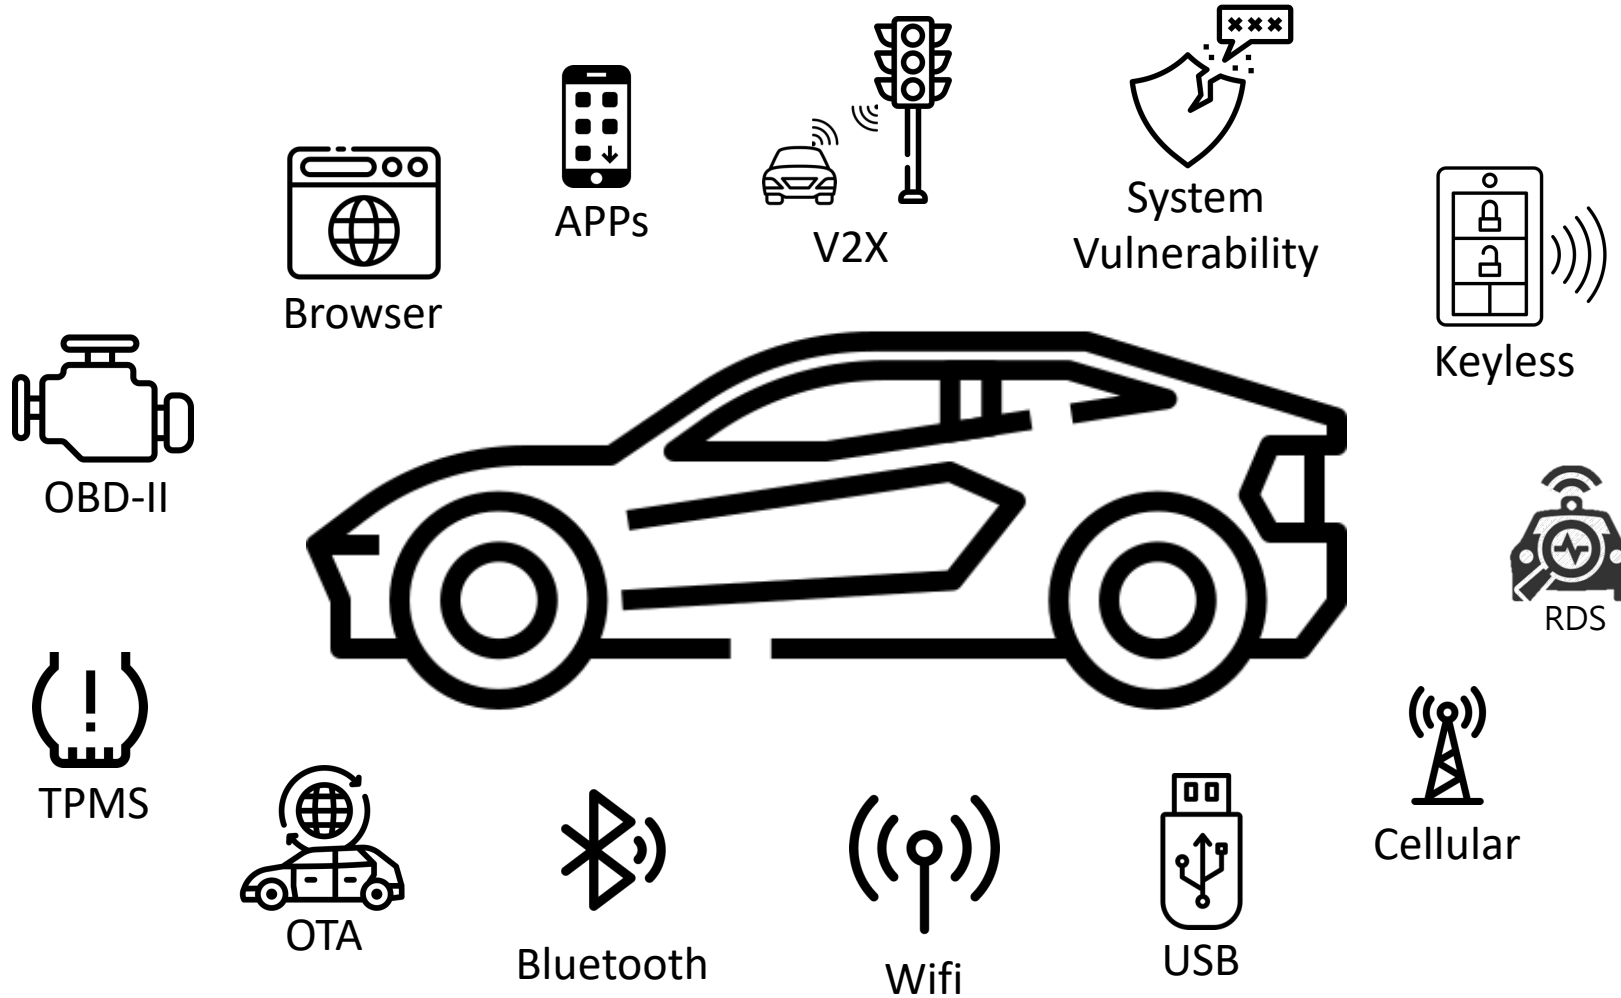 ×××
APPs
V2X
System
Vulnerability
Browser
Keyless
OBD-II
RDS
TPMS
Cellular
OTA
Bluetooth
Wifi
USB